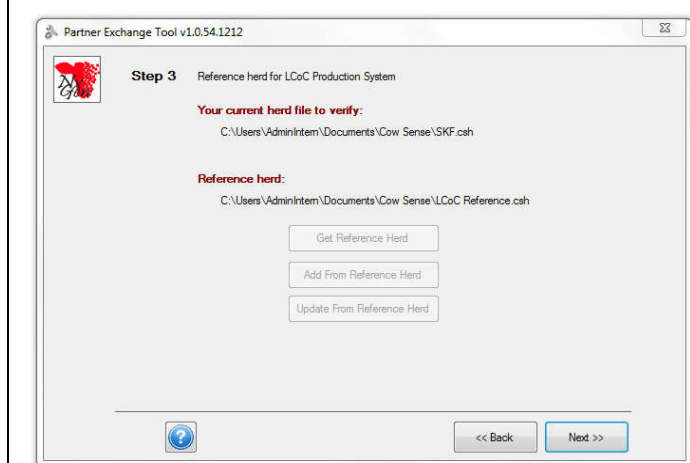 Partner Exchange Tool v1.0.54.1212
Step 3 Reference herd for LCoC Production System
Your current herd file to verify:
C:\Users\AdminIntern\Documents\Cow Sense\SKF.csh
Reference herd:
C:\Users\AdminIntern\Documents\Cow Sense\LCoC Reference.csh
Get Reference Herd
Add From Reference Herd
Update From Reference Herd
?
<< Back Next >>